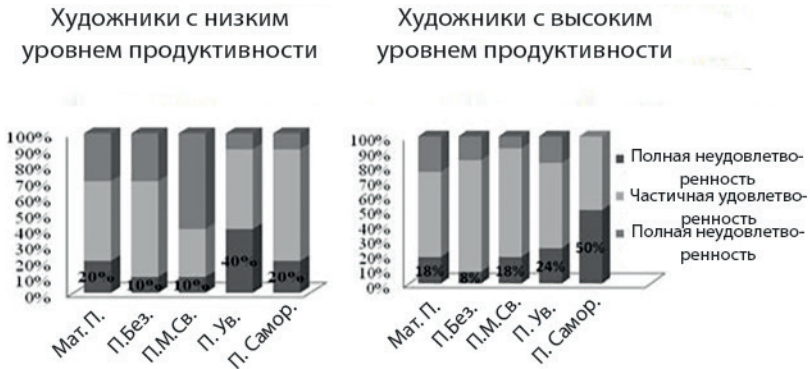 Художники с низким
уровнем продуктивности
100%
90%
80%
70%
60%
50%
40%
30%
20%
10%
0%
20%
10%
10%
40%
20%
Мат. П.
П.Без.
П.М.Св.
П. Ув.
П. Самор.
Художники с высоким
уровнем продуктивности
100%
90%
80%
70%
60%
50%
40%
30%
20%
10%
0%
18%
8%
18%
24%
50%
Мат. П.
П.Без.
П.М.Св.
П. Ув.
П. Самор.
Полная неудовлетво-
ренность
Частичная удовлетво-
ренность
Полная неудовлетво-
ренность